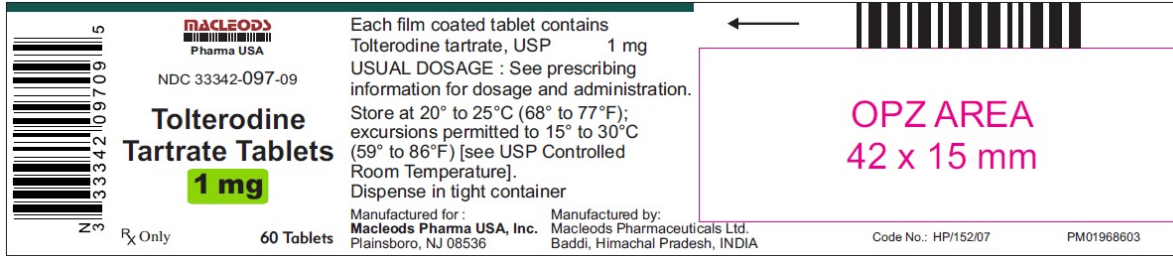 N 3 33342 09709 5
MACLEODS
Pharma USA
NDC 33342-097-09
Tolterodine
Tartrate Tablets
1 mg
Rx Only 60 Tablets
Each film coated tablet contains
Tolterodine tartrate, USP 1 mg
USUAL DOSAGE : See prescribing
information for dosage and administration.
Store at 20° to 25°C (68° to 77°F);
excursions permitted to 15° to 30°C
(59° to 86°F) [see USP Controlled
Room Temperature].
Dispense in tight container
Manufactured for :
Macleods Pharma USA, Inc.
Plainsboro, NJ 08536
Manufactured by:
Macleods Pharmaceuticals Ltd.
Baddi, Himachal Pradesh, INDIA
OPZ AREA
42 x 15 mm
Code No.: HP/152/07 PM01968603